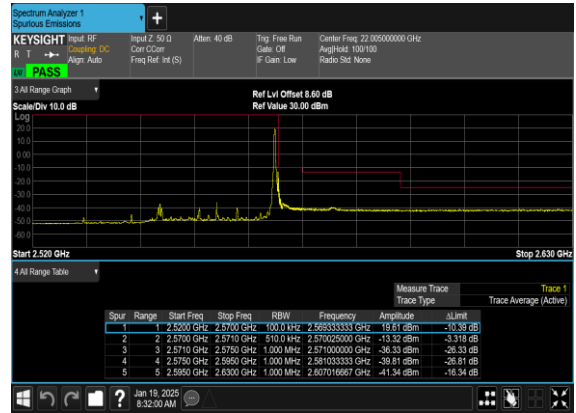 Spectrum Analyzer 1
Spurious Emissions
KEYSIGHT Input: RF Input Z: 50 Ω Atten: 40 dB Trig: Free Run Center Freq: 22.005000000 GHz
R T Coupling: DC Corr CCorr Gate: Off Avg|Hold: 100/100
Align: Auto Freq Ref: Int (S) IF Gain: Low Radio Std: None
PASS
3 All Range Graph
Ref Lvl Offset 8.60 dB
Scale/Div 10.0 dB Ref Value 30.00 dBm
Log
20.0
10.0
0.00
-10.0
-20.0
-30.0
-40.0
-50.0
-60.0
Start 2.520 GHz Stop 2.630 GHz
4 All Range Table
Measure Trace Trace 1
Trace Type Trace Average (Active)
Spur Range Start Freq Stop Freq RBW Frequency Amplitude ΔLimit
1 1 2.5200 GHz 2.5700 GHz 100.0 kHz 2.569333333 GHz 19.61 dBm -10.39 dB
2 2 2.5700 GHz 2.5710 GHz 510.0 kHz 2.570025000 GHz -13.32 dBm -3.318 dB
3 3 2.5710 GHz 2.5750 GHz 1.000 MHz 2.571000000 GHz -36.33 dBm -26.33 dB
4 4 2.5750 GHz 2.5950 GHz 1.000 MHz 2.581033333 GHz -39.81 dBm -26.81 dB
5 5 2.5950 GHz 2.6300 GHz 1.000 MHz 2.607016667 GHz -41.34 dBm -16.34 dB
Jan 19, 2025
8:32:00 AM